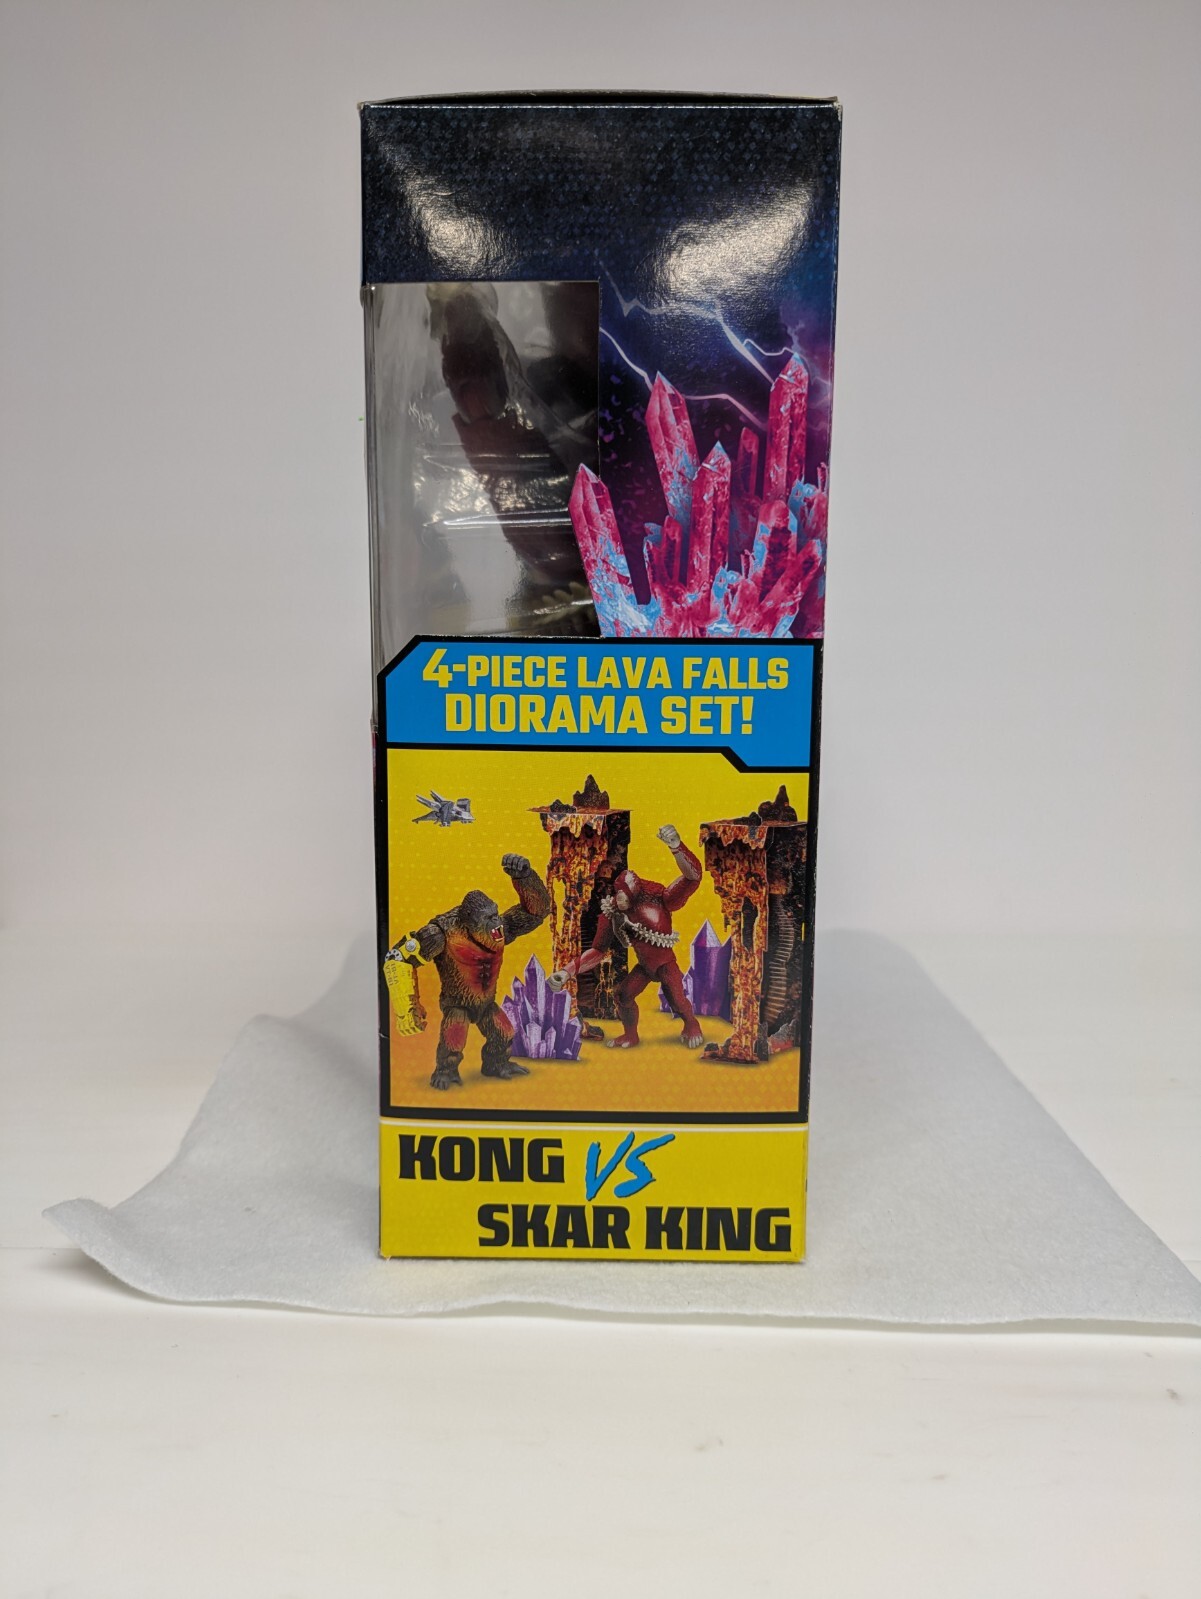 4-PIECE LAVA FALLS
DIORAMA SET!
KONG VS
SKAR KING